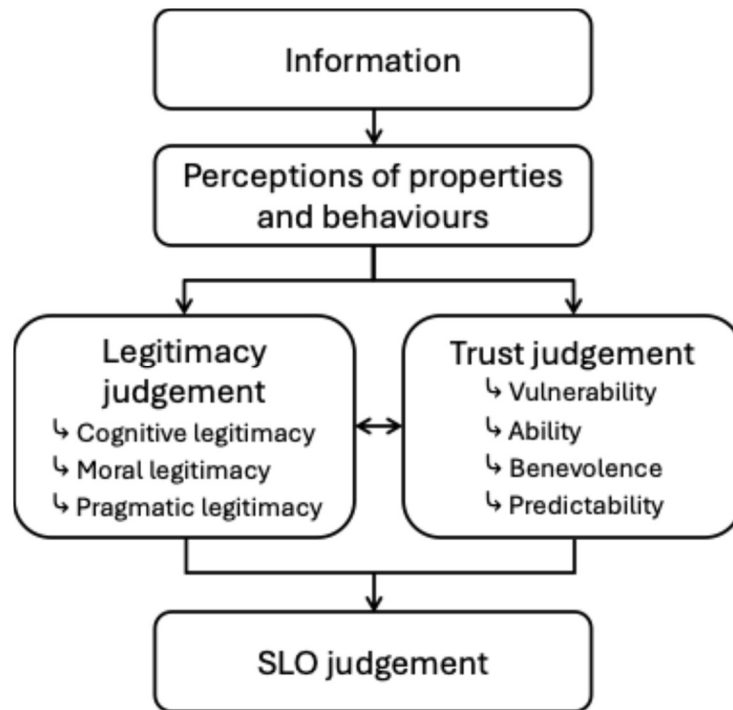 Information
Perceptions of properties
and behaviours
Legitimacy
judgement
↳ Cognitive legitimacy
↳ Moral legitimacy
↳ Pragmatic legitimacy
Trust judgement
↳ Vulnerability
↳ Ability
↳ Benevolence
↳ Predictability
SLO judgement